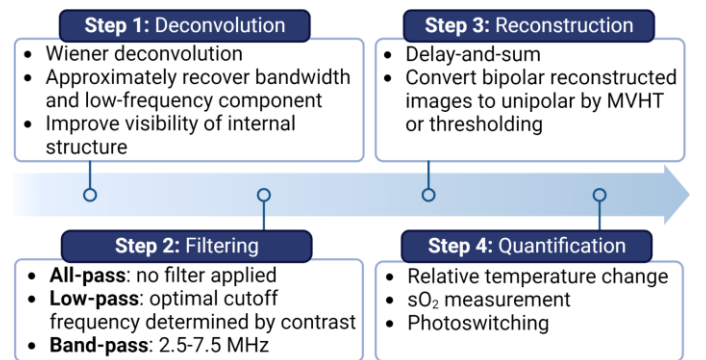 Step 1: Deconvolution
• Wiener deconvolution
• Approximately recover bandwidth
and low-frequency component
• Improve visibility of internal
structure
Step 2: Filtering
• All-pass: no filter applied
• Low-pass: optimal cutoff
frequency determined by contrast
• Band-pass: 2.5-7.5 MHz
Step 3: Reconstruction
• Delay-and-sum
• Convert bipolar reconstructed
images to unipolar by MVHT
or thresholding
Step 4: Quantification
• Relative temperature change
• sO₂ measurement
• Photoswitching